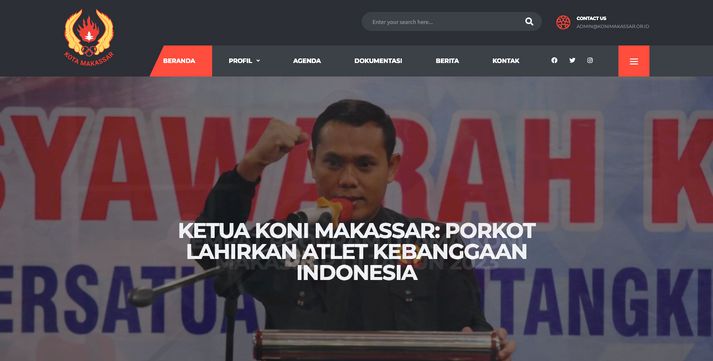 Enter your search here...
CONTACT US
ADMIN@KONIMAKASSAR.OR.ID
KOTA MAKASSAR
BERANDA
PROFIL
AGENDA
DOKUMENTASI
BERITA
KONTAK
SYAWARAH K
KETUA KONI MAKASSAR: PORKOT
LAHIRKAN ATLET KEBANGGAAN
INDONESIA
ERSATUA
TANGKI